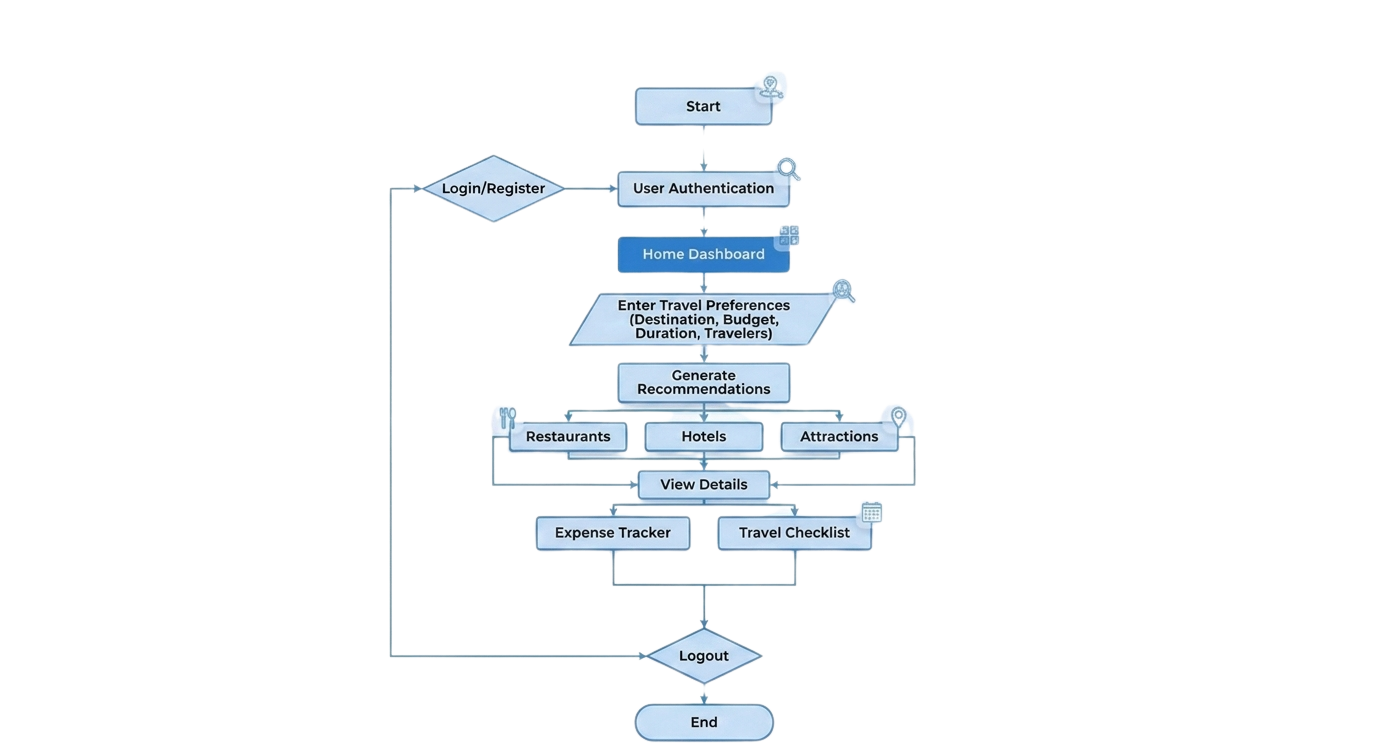 Start
Login/Register
User Authentication
Home Dashboard
Enter Travel Preferences
(Destination, Budget,
Duration, Travelers)
Generate
Recommendations
Restaurants
Hotels
Attractions
View Details
Expense Tracker
Travel Checklist
Logout
End